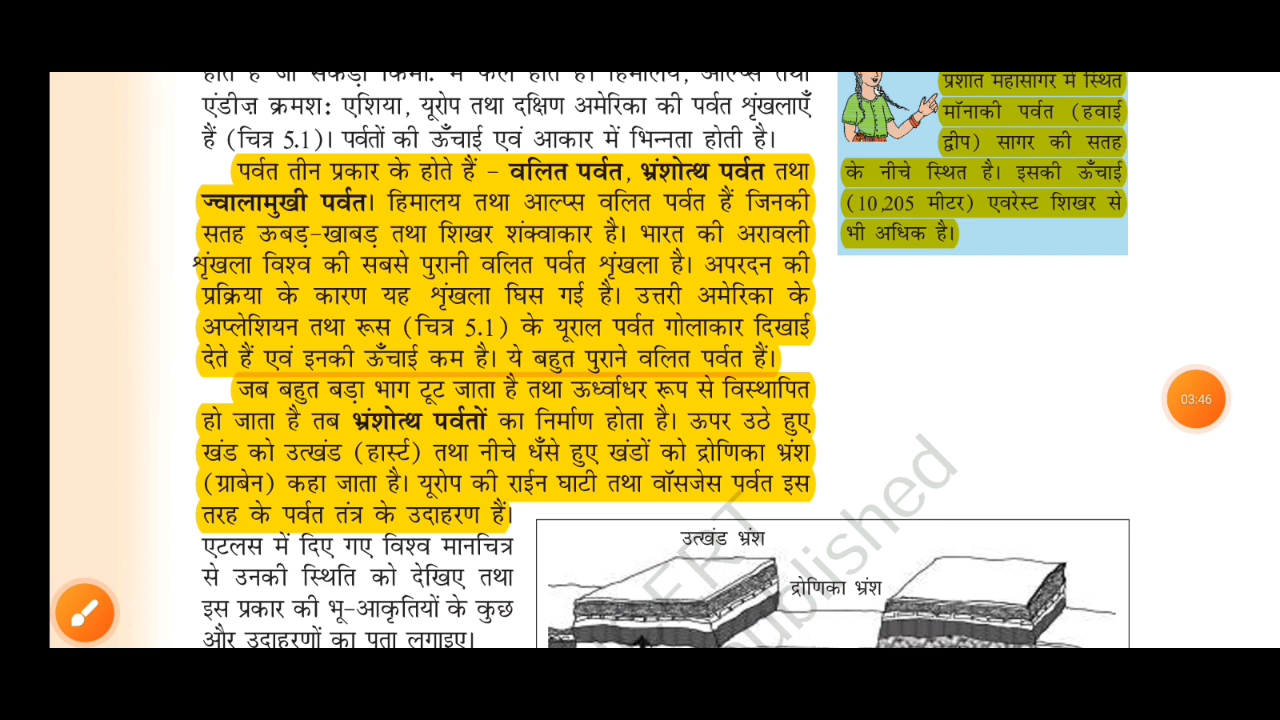 एंडीज़ क्रमश: एशिया, यूरोप तथा दक्षिण अमेरिका की पर्वत शृंखलाएँ
हैं (चित्र 5.1)। पर्वतों की ऊँचाई एवं आकार में भिन्नता होती है।
पर्वत तीन प्रकार के होते हैं – वलित पर्वत, भ्रंशोत्थ पर्वत तथा
ज्वालामुखी पर्वत। हिमालय तथा आल्प्स वलित पर्वत हैं जिनकी
सतह ऊबड़-खाबड़ तथा शिखर शंक्वाकार है। भारत की अरावली
शृंखला विश्व की सबसे पुरानी वलित पर्वत शृंखला है। अपरदन की
प्रक्रिया के कारण यह शृंखला घिस गई है। उत्तरी अमेरिका के
अप्लेशियन तथा रूस (चित्र 5.1) के यूराल पर्वत गोलाकार दिखाई
देते हैं एवं इनकी ऊँचाई कम है। ये बहुत पुराने वलित पर्वत हैं।
जब बहुत बड़ा भाग टूट जाता है तथा ऊर्ध्वाधर रूप से विस्थापित
हो जाता है तब भ्रंशोत्थ पर्वतों का निर्माण होता है। ऊपर उठे हुए
खंड को उत्खंड (हार्स्ट) तथा नीचे धँसे हुए खंडों को द्रोणिका भ्रंश
(ग्राबेन) कहा जाता है। यूरोप की राईन घाटी तथा वॉसजेस पर्वत इस
तरह के पर्वत तंत्र के उदाहरण हैं।
एटलस में दिए गए विश्व मानचित्र
से उनकी स्थिति को देखिए तथा
इस प्रकार की भू-आकृतियों के कुछ
और उदाहरणों का पता लगाइए।
प्रशांत महासागर में स्थित
मॉनाकी पर्वत (हवाई
द्वीप) सागर की सतह
के नीचे स्थित है। इसकी ऊँचाई
(10,205 मीटर) एवरेस्ट शिखर से
भी अधिक है।
उत्खंड भ्रंश
द्रोणिका भ्रंश
03:46